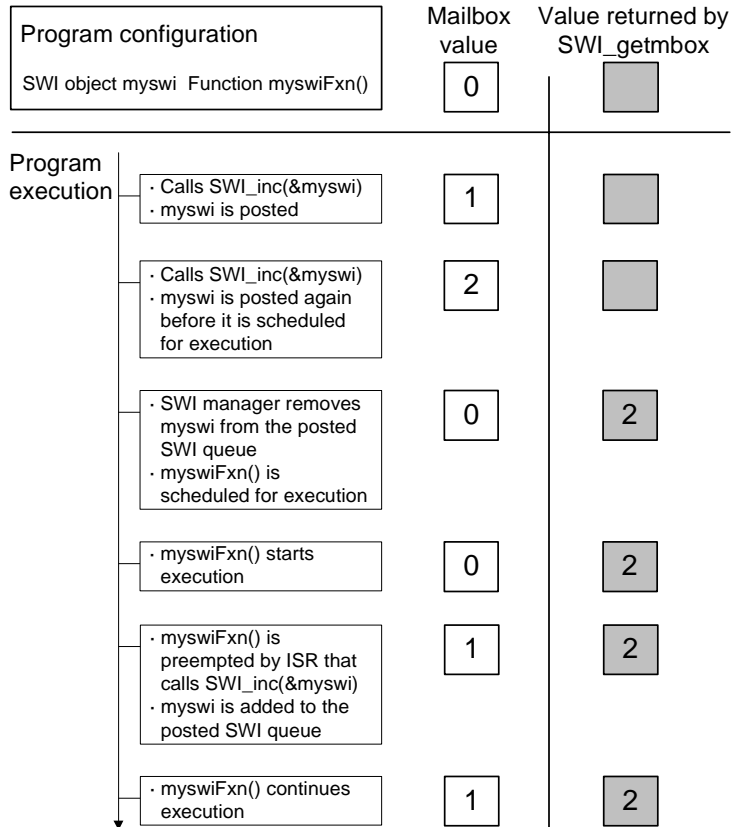 Program configuration
SWI object myswi Function myswiFxn()
Mailbox
value
Value returned by
SWI_getmbox
0
Program
execution
· Calls SWI_inc(&myswi)
· myswi is posted
1
· Calls SWI_inc(&myswi)
· myswi is posted again
before it is scheduled
for execution
2
· SWI manager removes
myswi from the posted
SWI queue
· myswiFxn() is
scheduled for execution
0
2
· myswiFxn() starts
execution
0
2
· myswiFxn() is
preempted by ISR that
calls SWI_inc(&myswi)
· myswi is added to the
posted SWI queue
1
2
· myswiFxn() continues
execution
1
2